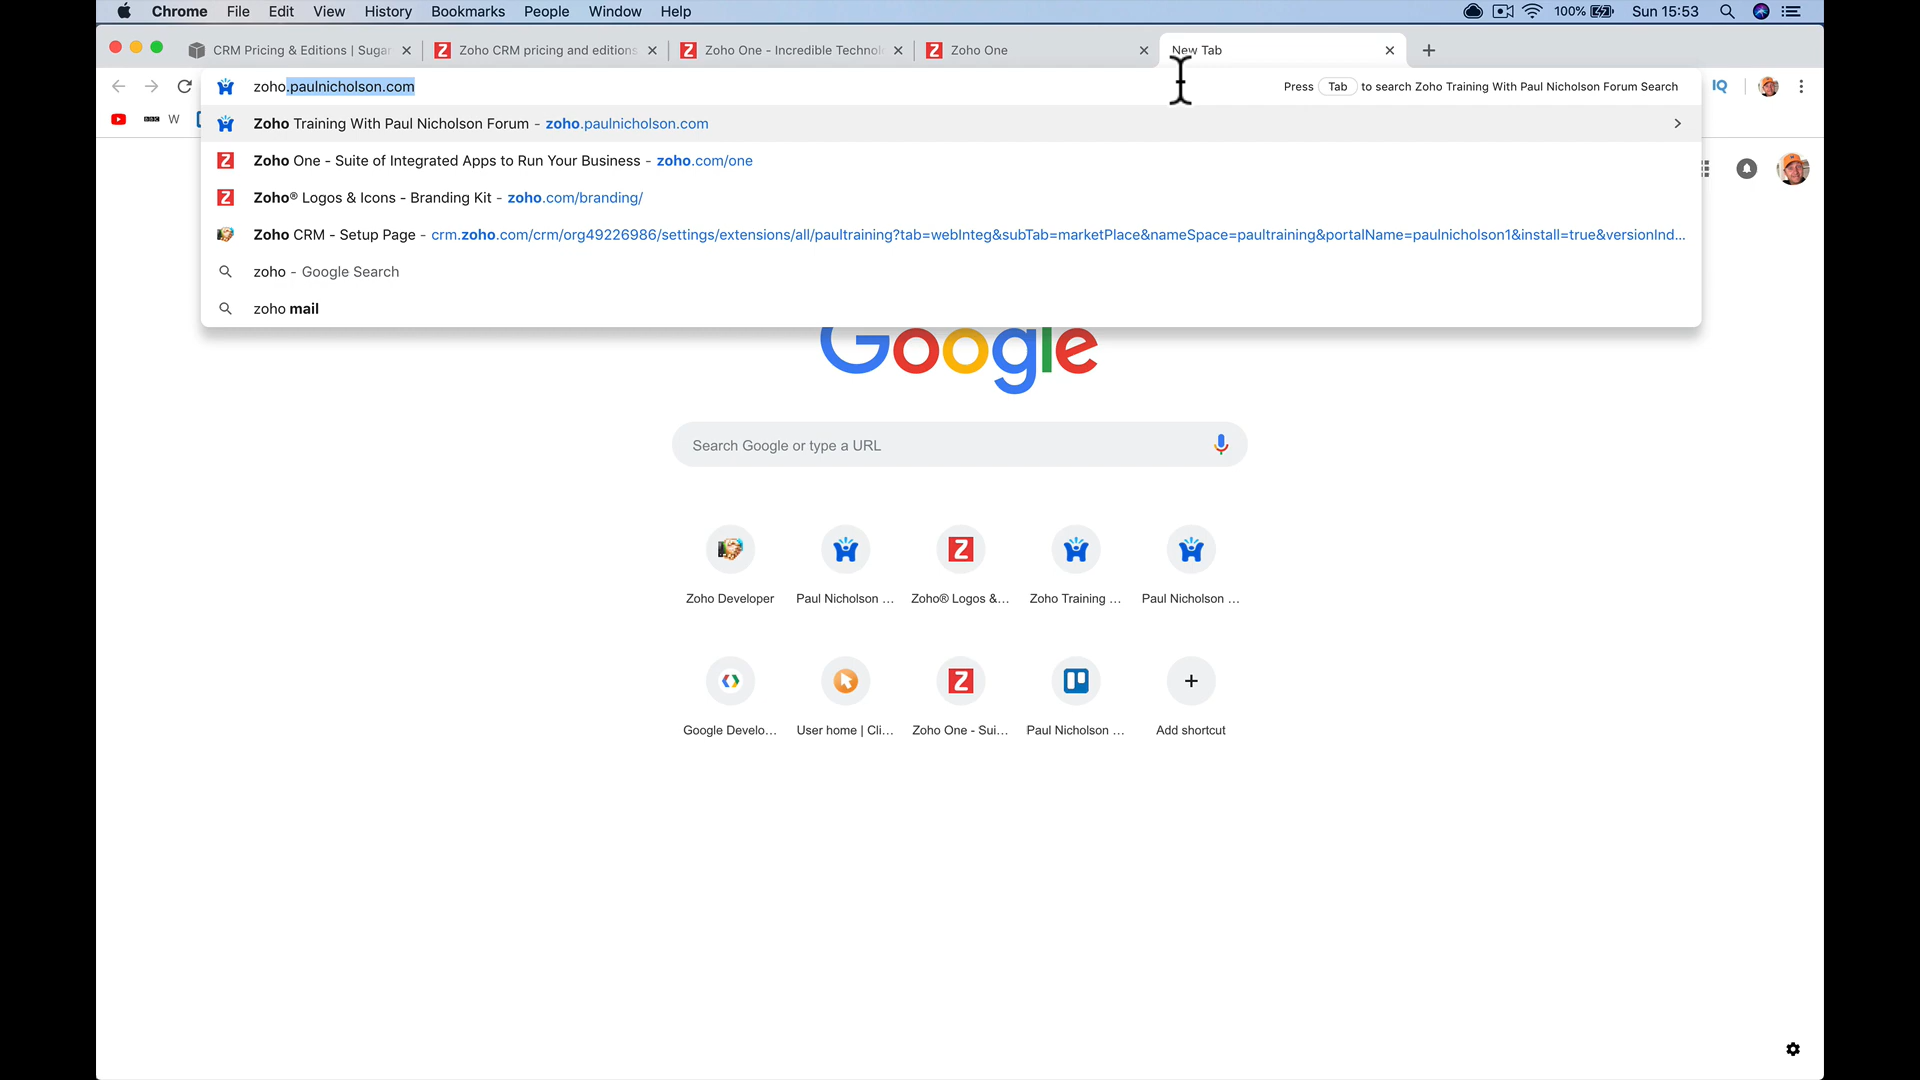 Chrome File Edit View History Bookmarks People Window Help 100% Sun 15:53
CRM Pricing & Editions | Sugar Zoho CRM pricing and editions Zoho One - Incredible Technol Zoho One New Tab
zoho.paulnicholson.com Press Tab to search Zoho Training With Paul Nicholson Forum Search IQ
BBC W
Zoho Training With Paul Nicholson Forum - zoho.paulnicholson.com
Zoho One - Suite of Integrated Apps to Run Your Business - zoho.com/one
Zoho® Logos & Icons - Branding Kit - zoho.com/branding/
Zoho CRM - Setup Page - crm.zoho.com/crm/org49226986/settings/extensions/all/paultraining?tab=webInteg&subTab=marketPlace&nameSpace=paultraining&portalName=paulnicholson1&install=true&versionInd...
zoho - Google Search
zoho mail
Google
Search Google or type a URL
Zoho Developer Paul Nicholson ... Zoho® Logos &... Zoho Training ... Paul Nicholson ...
Google Develo... User home | Cli... Zoho One - Sui... Paul Nicholson ... Add shortcut